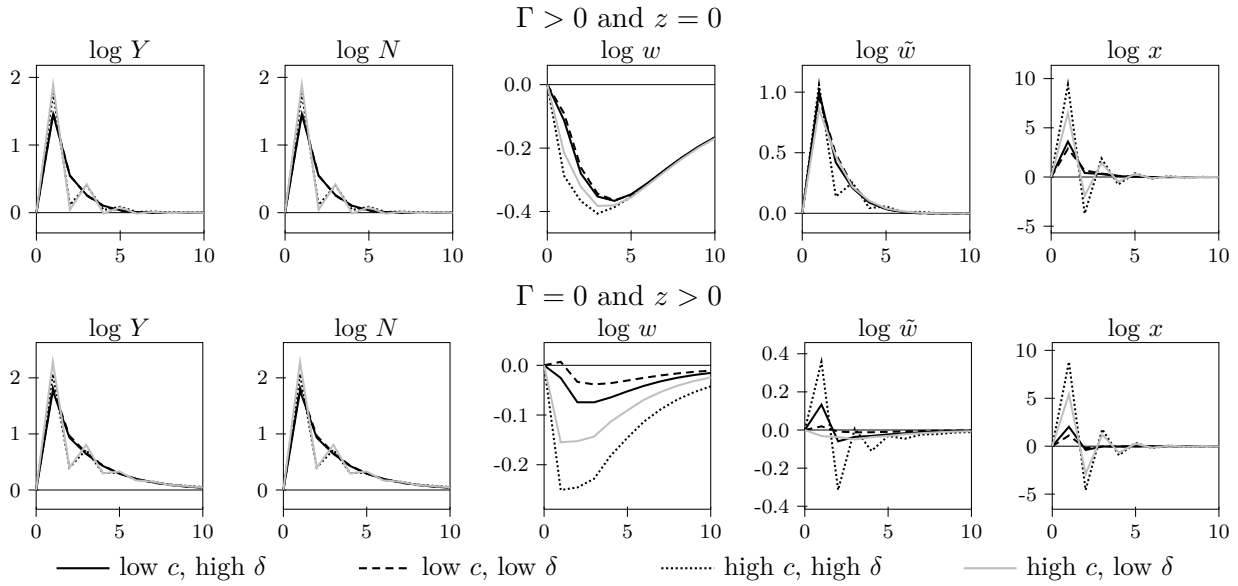 Γ > 0 and z = 0
log Y log N log w log w̃ log x
2 2 0.0 1.0 10
1 1 -0.2 0.5 5
0 0 -0.4 0.0 0
-5
0 5 10 0 5 10 0 5 10 0 5 10 0 5 10
Γ = 0 and z > 0
log Y log N log w log w̃ log x
2 2 0.0 0.4 10
1 1 -0.1 0.2 5
0 0 -0.2 0.0 0
-0.2 -5
-0.4
0 5 10 0 5 10 0 5 10 0 5 10 0 5 10
low c, high δ low c, low δ high c, high δ high c, low δ